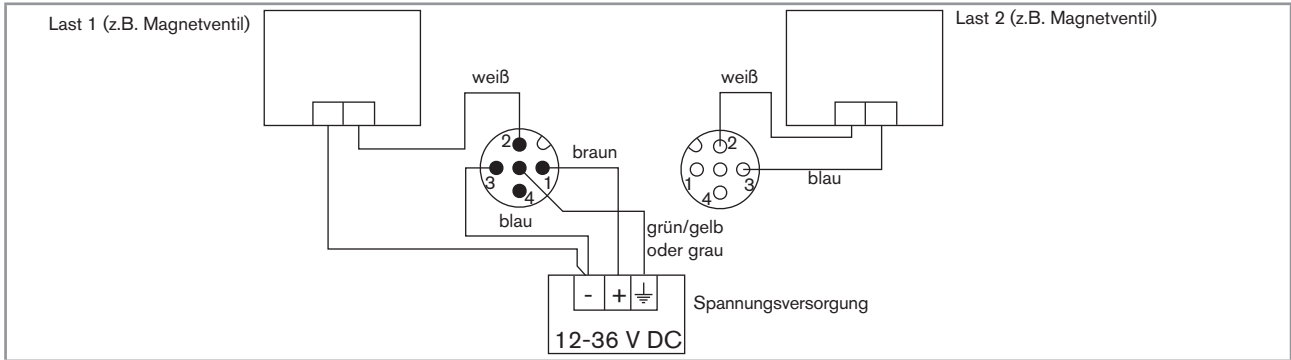 Last 1 (z.B. Magnetventil)
Last 2 (z.B. Magnetventil)
weiß
weiß
2
3
1
4
braun
blau
2
1
3
4
blau
grün/gelb
oder grau
- +
Spannungsversorgung
12-36 V DC